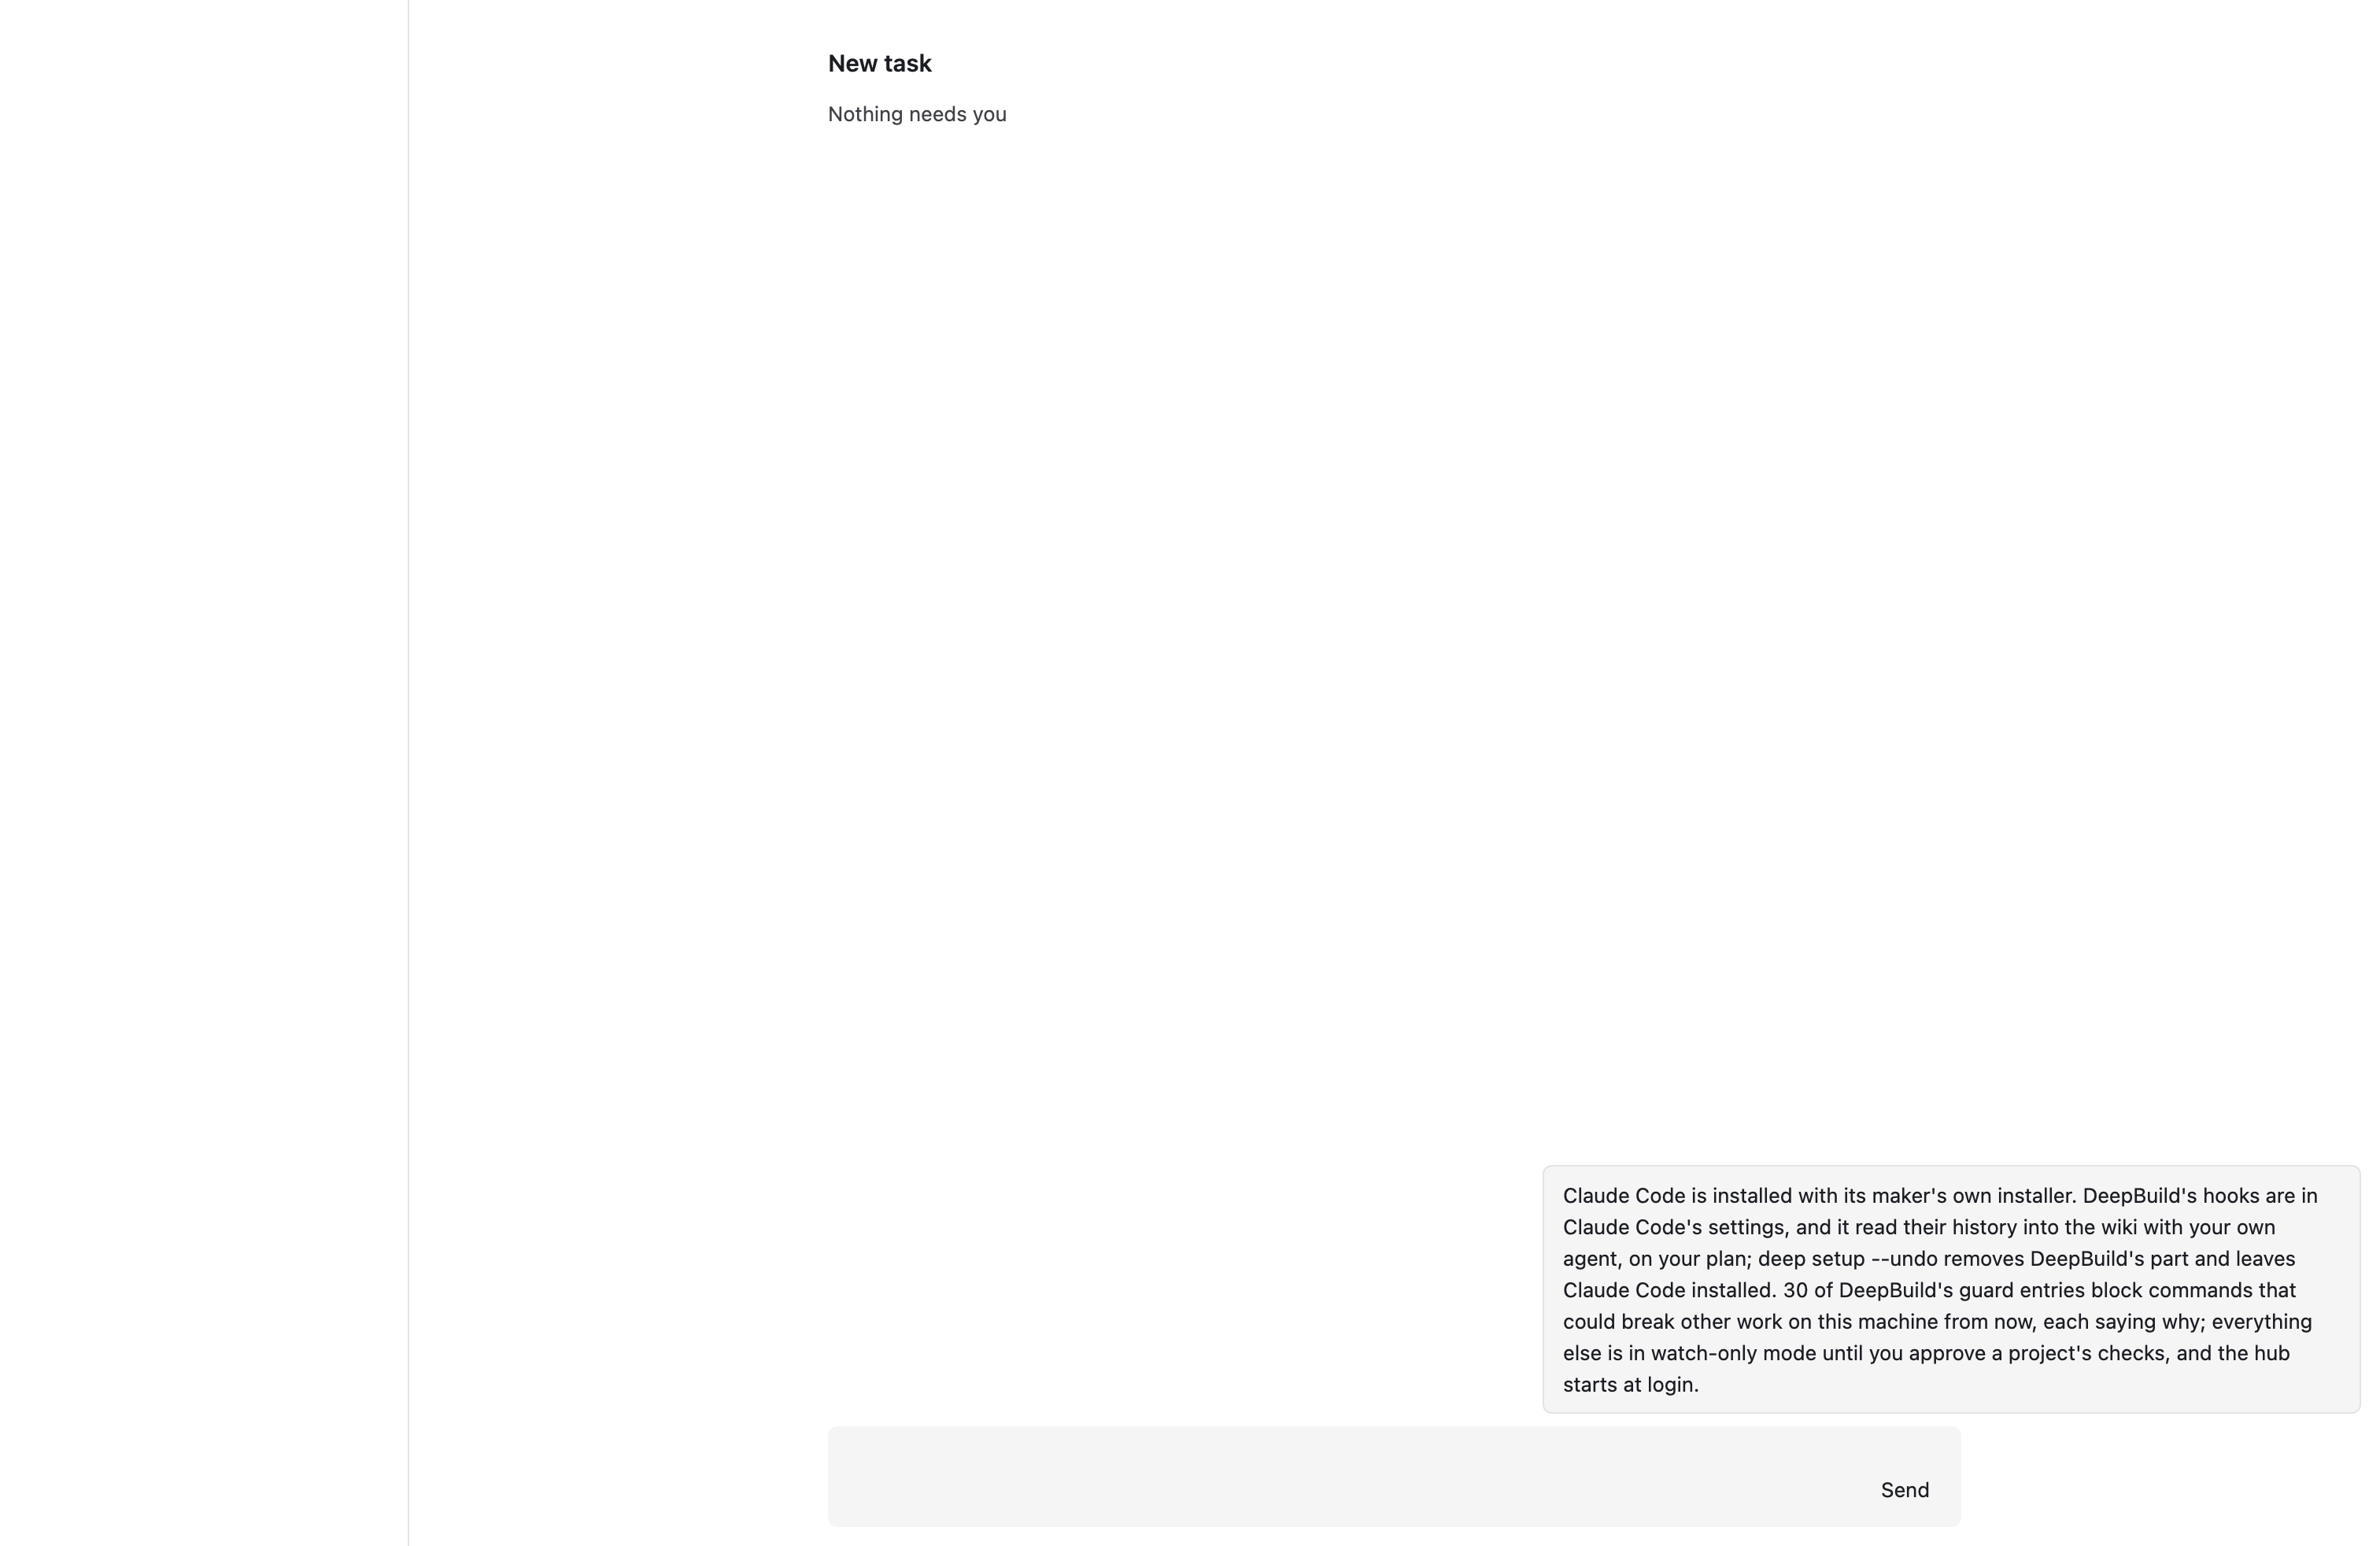 New task
Nothing needs you
Claude Code is installed with its maker's own installer. DeepBuild's hooks are in
Claude Code's settings, and it read their history into the wiki with your own
agent, on your plan; deep setup --undo removes DeepBuild's part and leaves
Claude Code installed. 30 of DeepBuild's guard entries block commands that
could break other work on this machine from now, each saying why; everything
else is in watch-only mode until you approve a project's checks, and the hub
starts at login.
Send